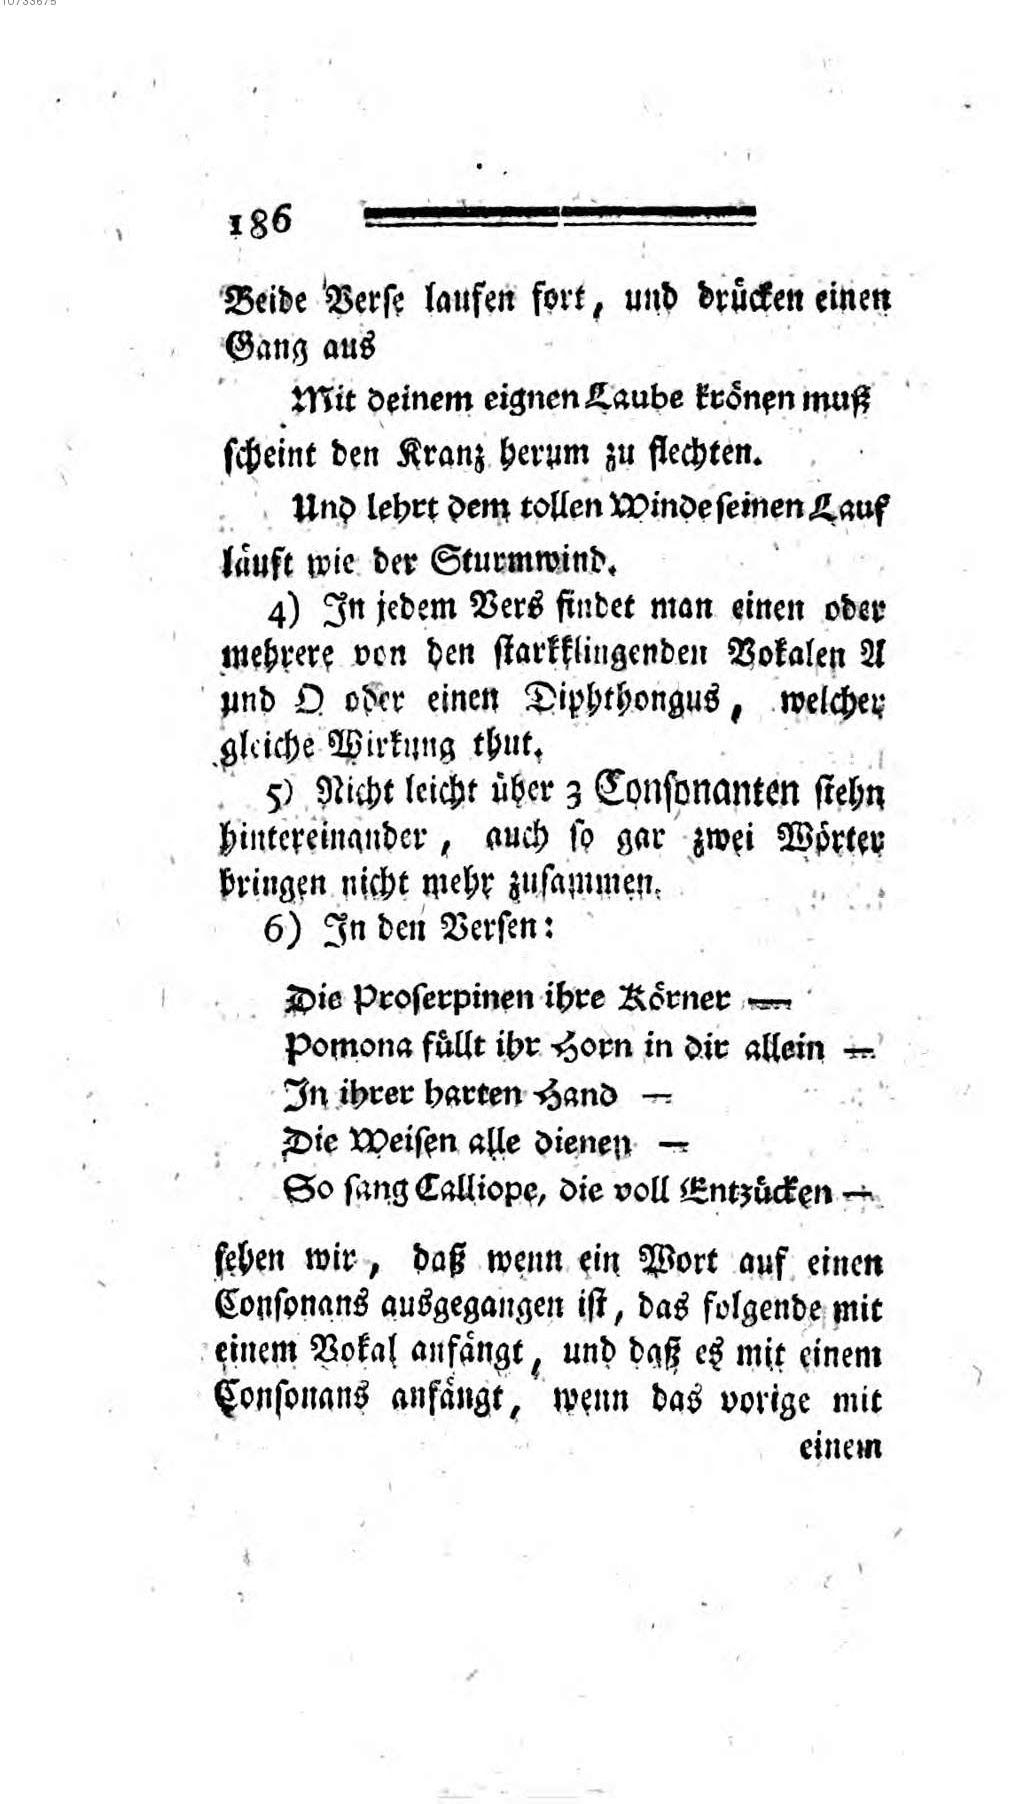 10733675
186
Beide Verse laufen fort, und drücken einen
Gang aus
Mit deinem eignen Laube krönen muß
scheint den Kranz herum zu flechten.
Und lehrt dem tollen Winde seinen Lauf
läuft wie der Sturmwind.
4) In jedem Vers findet man einen oder
mehrere von den starkklingenden Vokalen A
und O oder einen Diphthongus, welcher
gleiche Wirkung thut.
5) Nicht leicht über 3 Consonanten stehn
hintereinander, auch so gar zwei Wörter
bringen nicht mehr zusammen.
6) In den Versen:
Die Proserpinen ihre Körner —
Pomona füllt ihr Horn in dir allein —
In ihrer harten Hand —
Die Weisen alle dienen —
So sang Calliope, die voll Entzücken —
sehen wir, daß wenn ein Wort auf einen
Consonans ausgegangen ist, das folgende mit
einem Vokal anfängt, und daß es mit einem
Consonans anfängt, wenn das vorige mit
einem